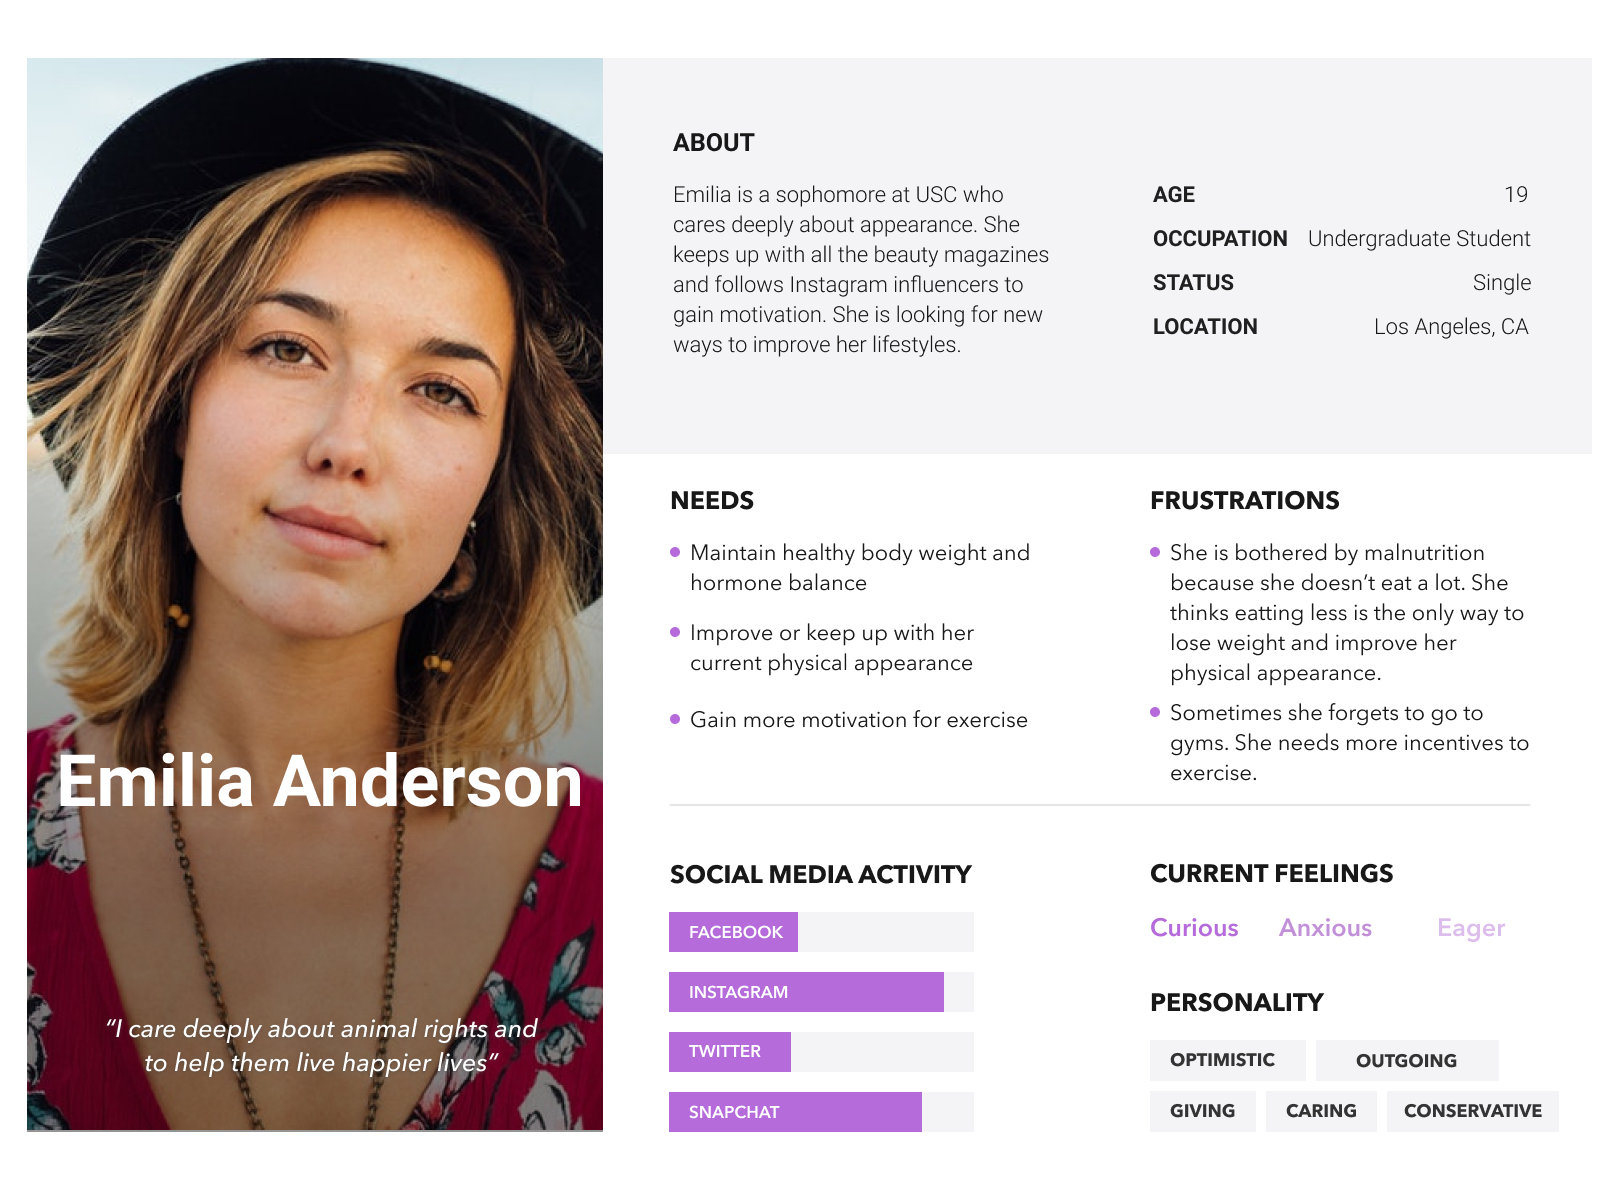 Emilia Anderson
“I care deeply about animal rights and
to help them live happier lives”
ABOUT
Emilia is a sophomore at USC who
cares deeply about appearance. She
keeps up with all the beauty magazines
and follows Instagram influencers to
gain motivation. She is looking for new
ways to improve her lifestyles.
AGE 19
OCCUPATION Undergraduate Student
STATUS Single
LOCATION Los Angeles, CA
NEEDS
Maintain healthy body weight and
hormone balance
Improve or keep up with her
current physical appearance
Gain more motivation for exercise
FRUSTRATIONS
She is bothered by malnutrition
because she doesn’t eat a lot. She
thinks eatting less is the only way to
lose weight and improve her
physical appearance.
Sometimes she forgets to go to
gyms. She needs more incentives to
exercise.
SOCIAL MEDIA ACTIVITY
FACEBOOK
INSTAGRAM
TWITTER
SNAPCHAT
CURRENT FEELINGS
Curious Anxious Eager
PERSONALITY
OPTIMISTIC OUTGOING
GIVING CARING CONSERVATIVE